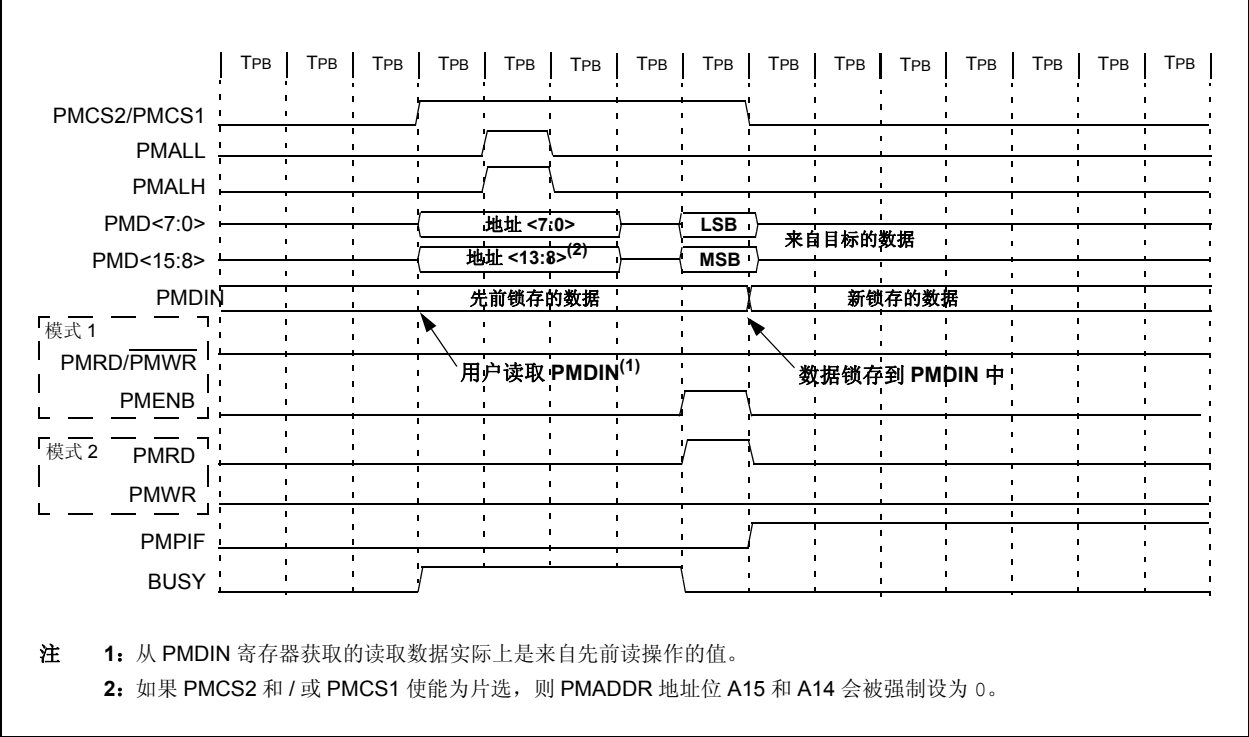 TPB TPB TPB TPB TPB TPB TPB TPB TPB TPB TPB TPB TPB TPB TPB
PMCS2/PMCS1
PMALL
PMALH
PMD<7:0> 地址 <7:0> LSB
来自目标的数据
PMD<15:8> 地址 <13:8>(2) MSB
PMDIN 先前锁存的数据 新锁存的数据
模式 1
PMRD/PMWR
用户读取 PMDIN(1) 数据锁存到 PMDIN 中
PMENB
模式 2 PMRD
PMWR
PMPIF
BUSY
注 1: 从 PMDIN 寄存器获取的读取数据实际上是来自先前读操作的值。
2: 如果 PMCS2 和 / 或 PMCS1 使能为片选，则 PMADDR 地址位 A15 和 A14 会被强制设为 0。